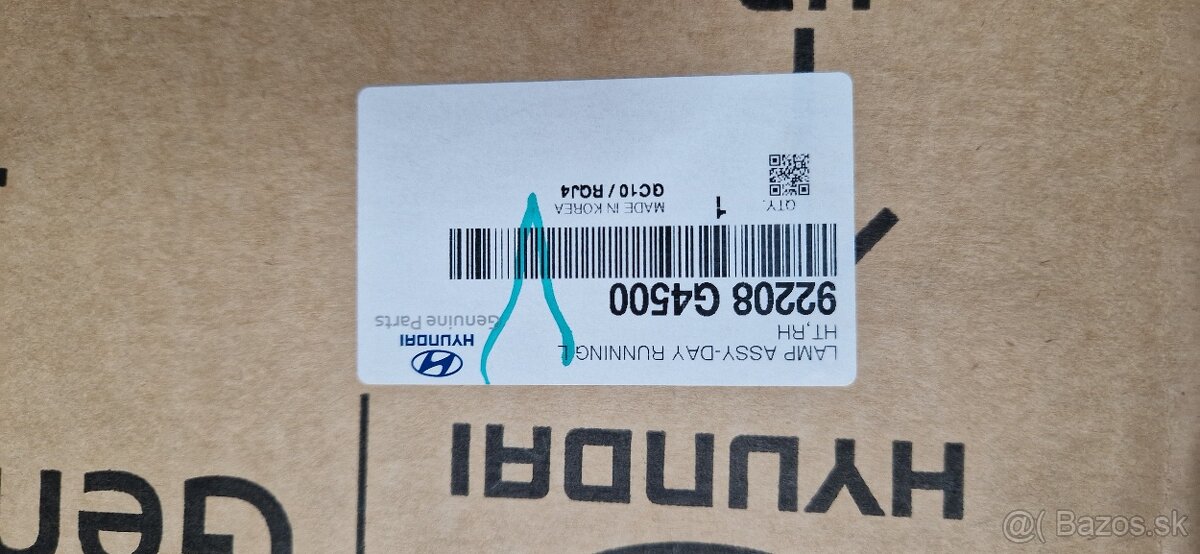 LAMP ASSY-DAY RUNNING L
HT,RH
HYUNDAI
Genuine Parts
92208 G4500
QTY.
1
MADE IN KOREA
QC10 / RQJ4
HYUNDAI
Gen
@( Bazos.sk